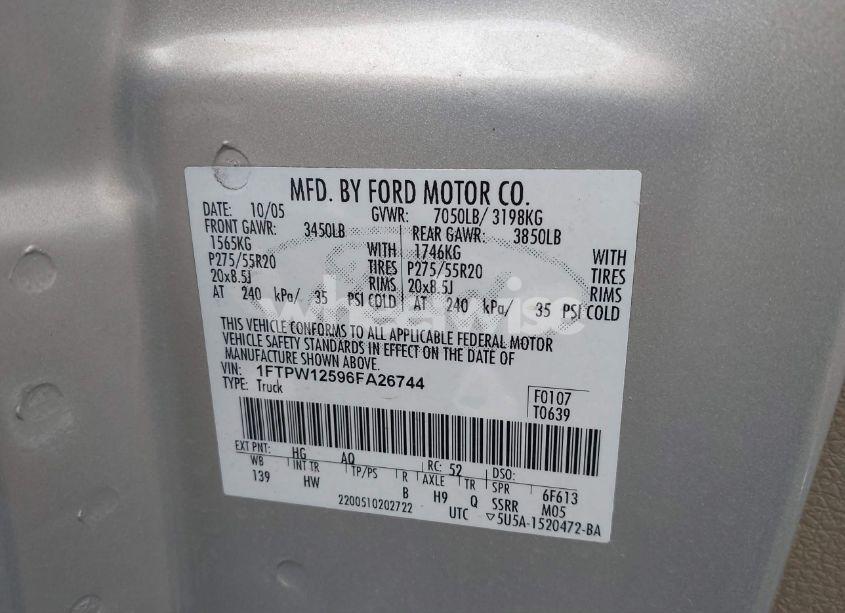 MFD. BY FORD MOTOR CO.
DATE: 10/05 GVWR: 7050LB/ 3198KG
FRONT GAWR: 3450LB REAR GAWR: 3850LB
1565KG WITH 1746KG WITH
P275/55R20 TIRES P275/55R20 TIRES
20x8.5J RIMS 20x8.5J RIMS
AT 240 kPa/ 35 PSI COLD AT 240 kPa/ 35 PSI COLD
wheelwise
THIS VEHICLE CONFORMS TO ALL APPLICABLE FEDERAL MOTOR
VEHICLE SAFETY STANDARDS IN EFFECT ON THE DATE OF
MANUFACTURE SHOWN ABOVE.
VIN: 1FTPW12596FA26744
TYPE: Truck
F0107
T0639
EXT PNT: HG AQ RC: 52 DSO:
WB INT TR TP/PS R AXLE TR SPR 6F613
139 HW B H9 Q SSRR M05
2200510202722 UTC ▽5U5A-1520472-BA